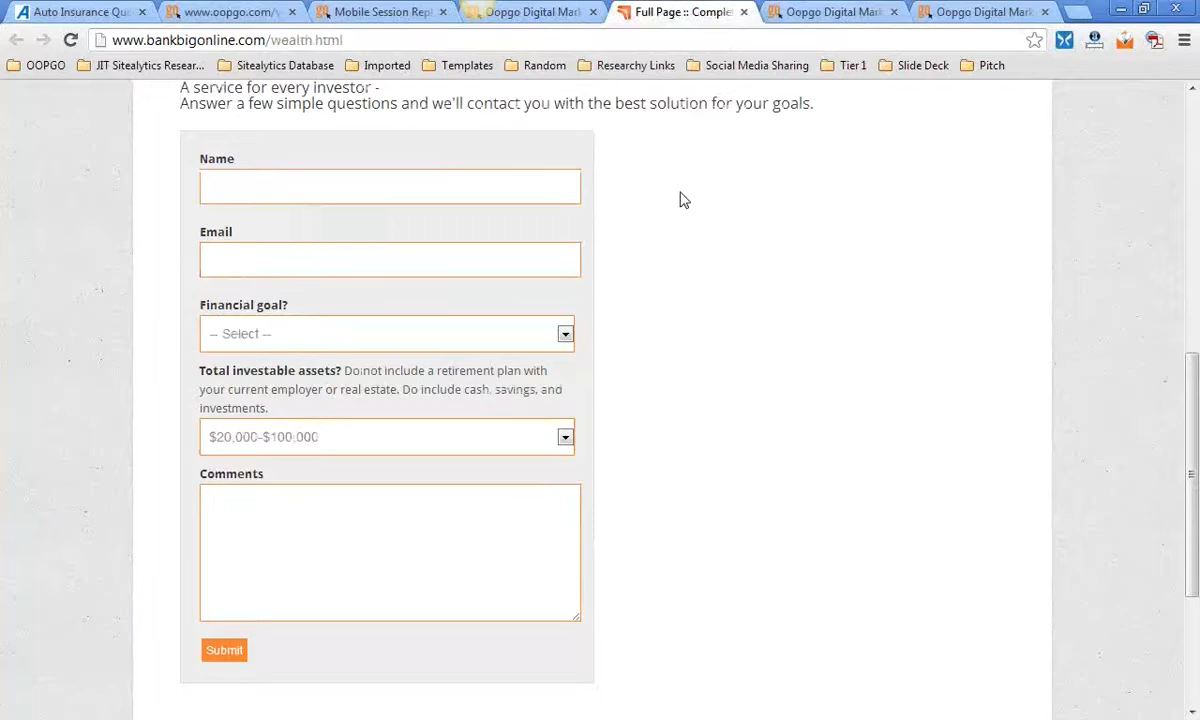 Auto Insurance Qu
www.oopgo.com/v
Mobile Session Repl
Oopgo Digital Mark
Full Page :: Comple
Oopgo Digital Mark
Oopgo Digital Mark
www.bankbigonline.com/wealth.html
OOPGO
JIT Sitealytics Resear...
Sitealytics Database
Imported
Templates
Random
Researchy Links
Social Media Sharing
Tier 1
Slide Deck
Pitch
A service for every investor -
Answer a few simple questions and we'll contact you with the best solution for your goals.
Name
Email
Financial goal?
-- Select --
Total investable assets? Do not include a retirement plan with
your current employer or real estate. Do include cash, savings, and
investments.
$20,000-$100,000
Comments
Submit